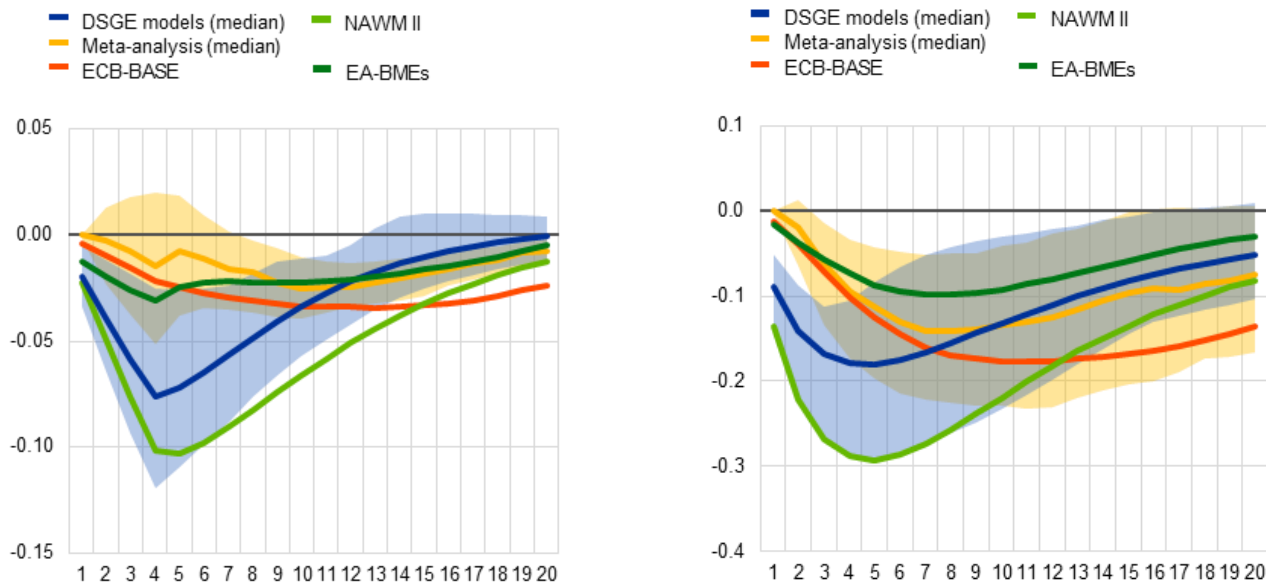 DSGE models (median) NAWM II
Meta-analysis (median)
ECB-BASE EA-BMEs
0.05
0.00
-0.05
-0.10
-0.15
1 2 3 4 5 6 7 8 9 10 11 12 13 14 15 16 17 18 19 20
DSGE models (median) NAWM II
Meta-analysis (median)
ECB-BASE EA-BMEs
0.1
0.0
-0.1
-0.2
-0.3
-0.4
1 2 3 4 5 6 7 8 9 10 11 12 13 14 15 16 17 18 19 20